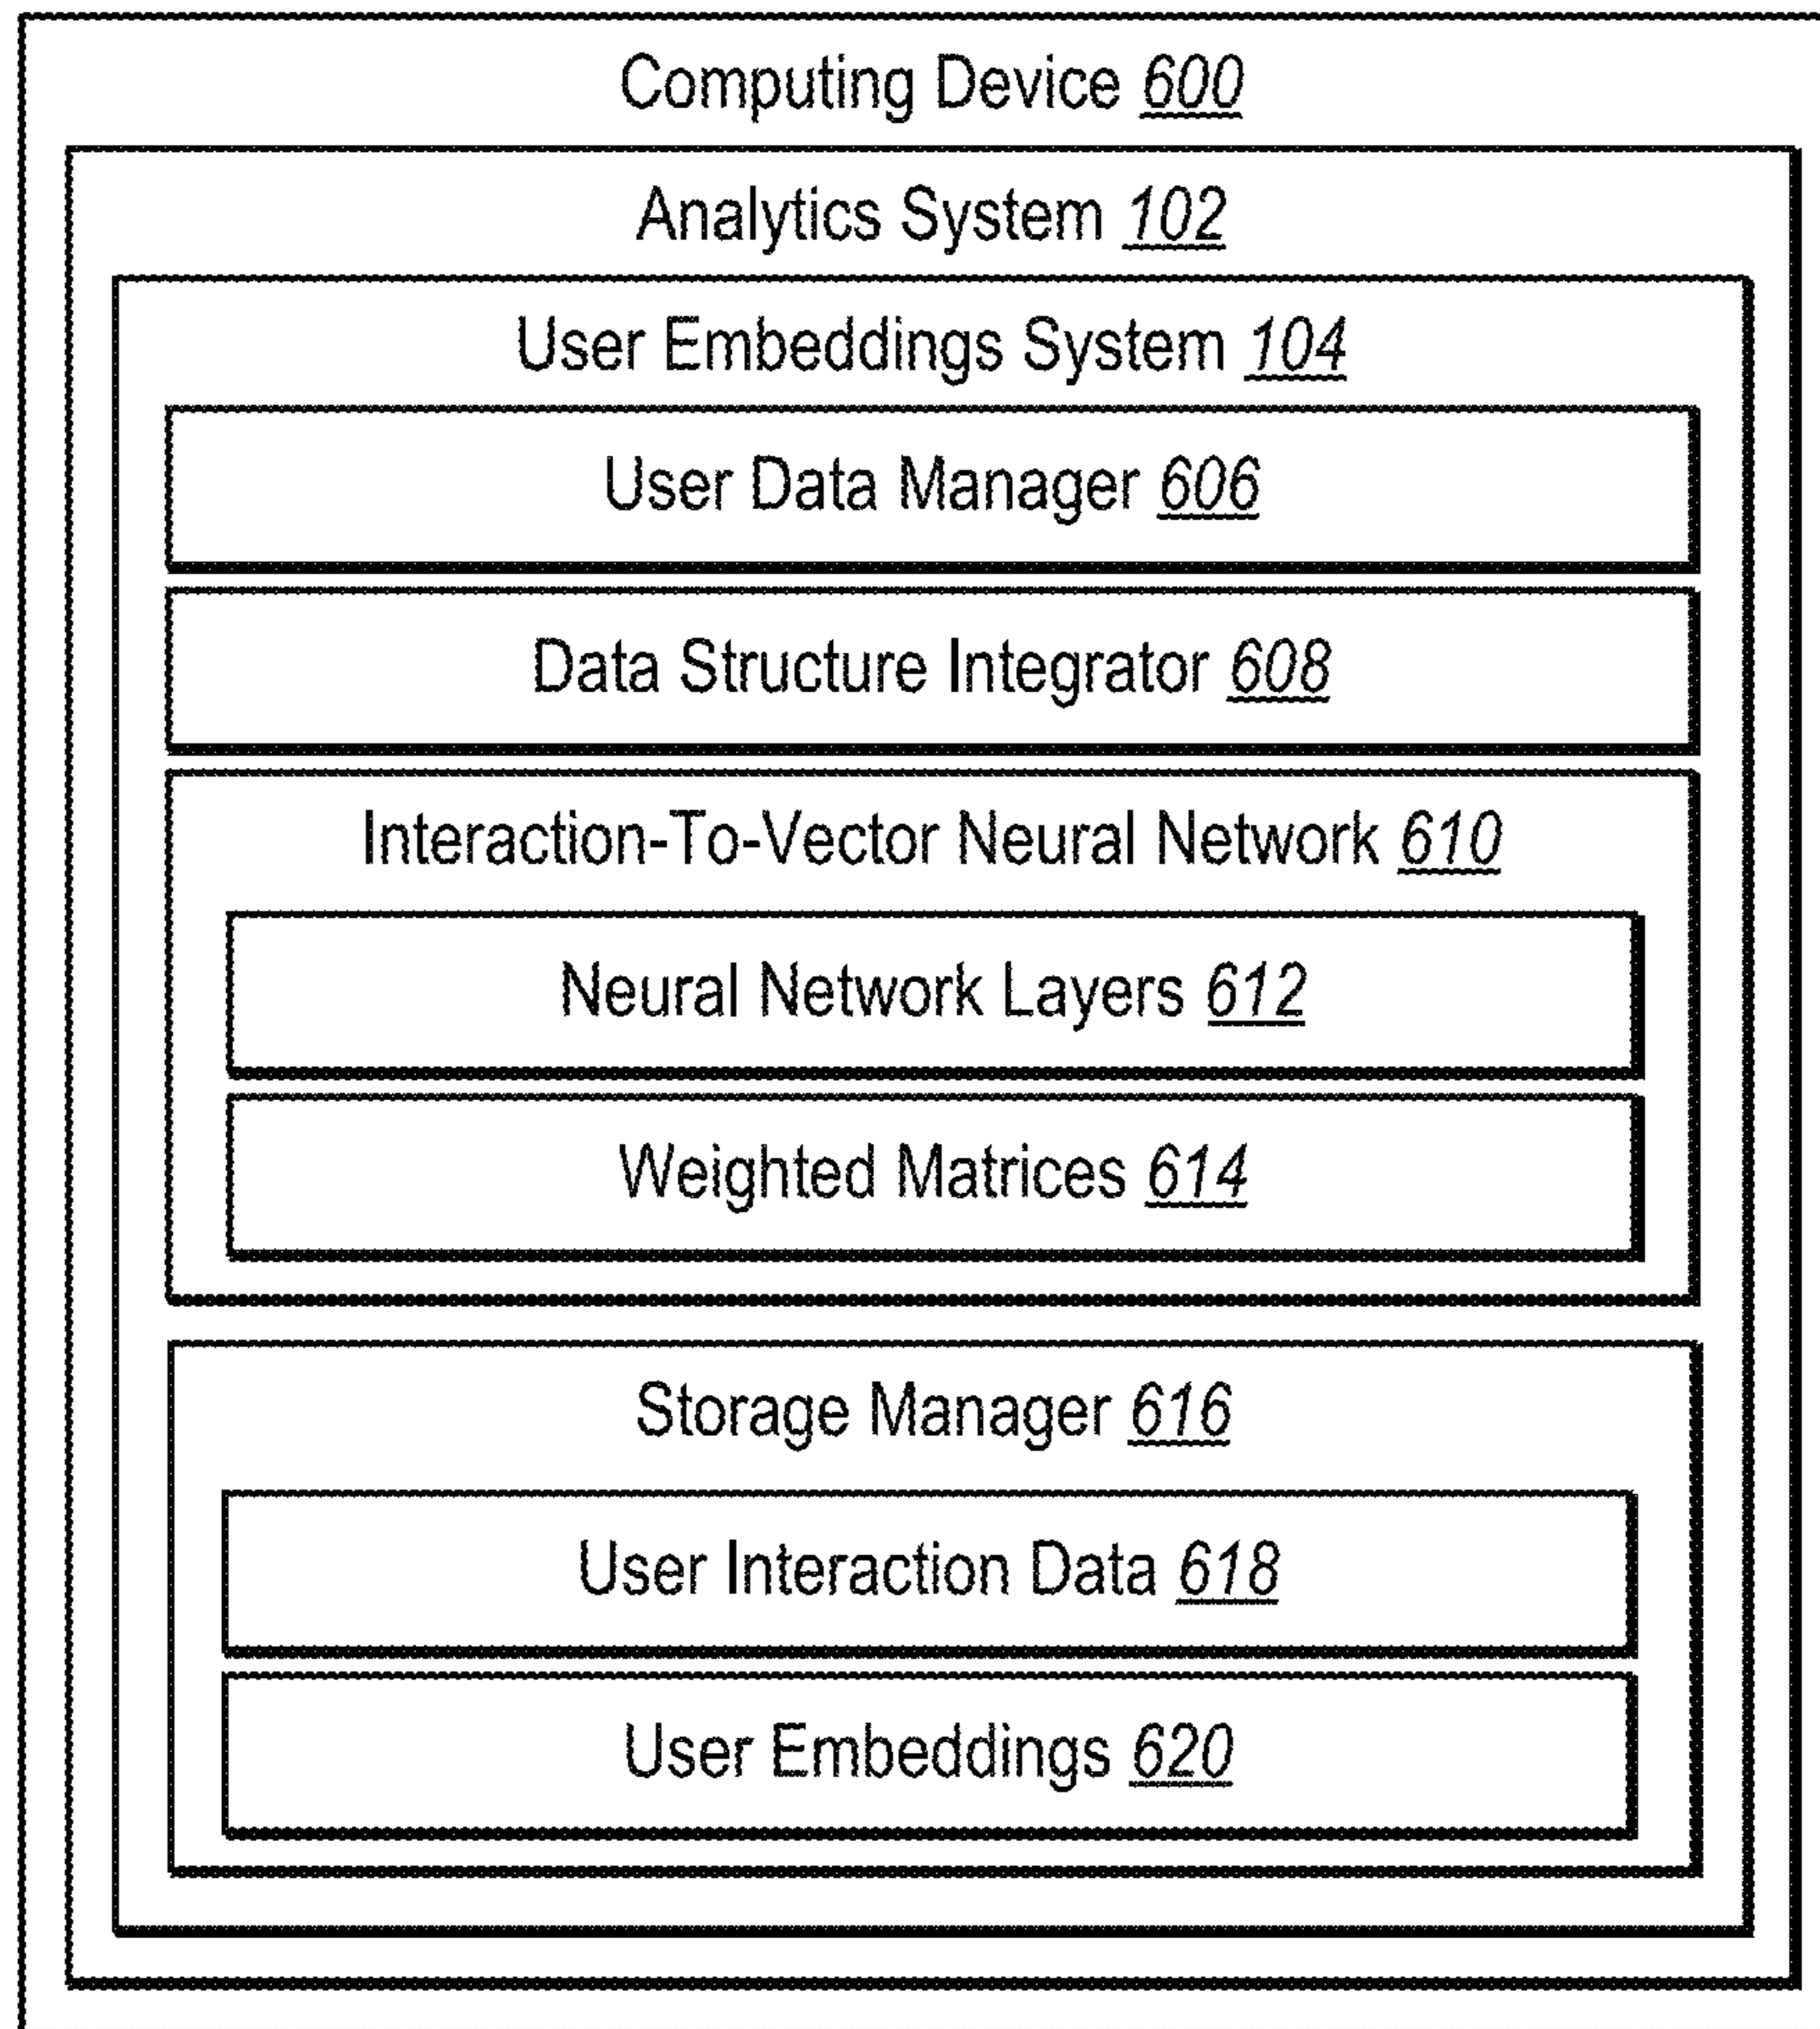 Computing Device 600
Analytics System 102
User Embeddings System 104
User Data Manager 606
Data Structure Integrator 608
Interaction-To-Vector Neural Network 610
Neural Network Layers 612
Weighted Matrices 614
Storage Manager 616
User Interaction Data 618
User Embeddings 620